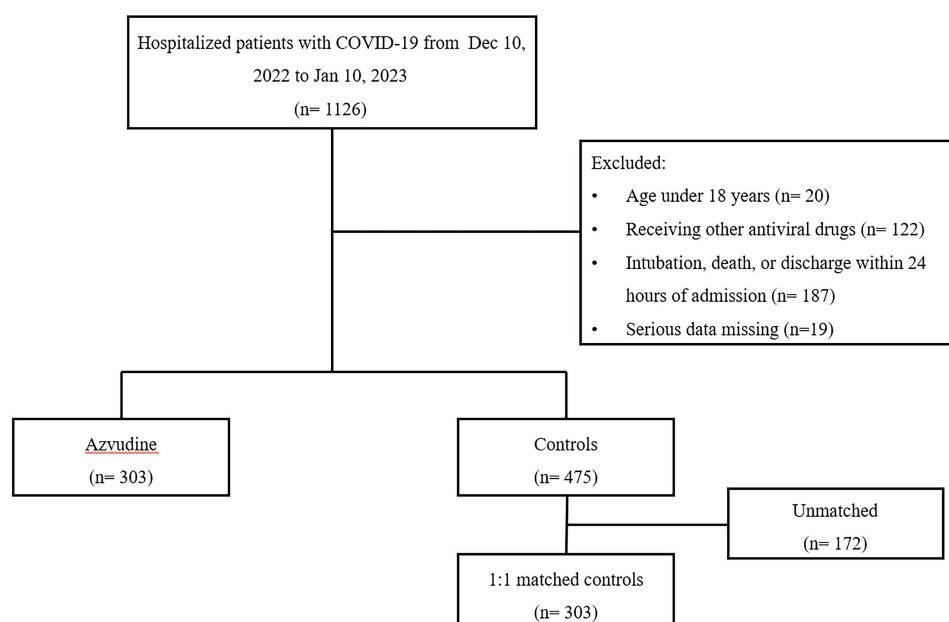 Hospitalized patients with COVID-19 from Dec 10,
2022 to Jan 10, 2023
(n= 1126)
Excluded:
• Age under 18 years (n= 20)
• Receiving other antiviral drugs (n= 122)
• Intubation, death, or discharge within 24
hours of admission (n= 187)
• Serious data missing (n=19)
Azvudine
(n= 303)
Controls
(n= 475)
Unmatched
(n= 172)
1:1 matched controls
(n= 303)